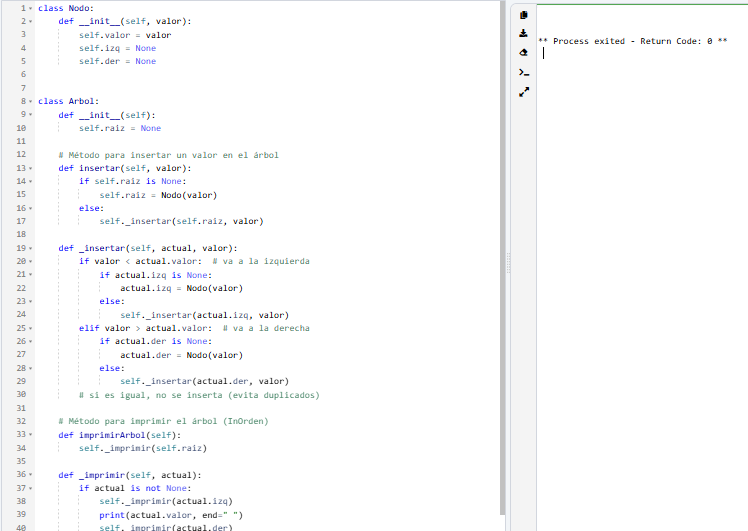 1 class Nodo:
2     def __init__(self, valor):
3         self.valor = valor
4         self.izq = None
5         self.der = None
6
7
8 class Arbol:
9     def __init__(self):
10         self.raiz = None
11
12     # Método para insertar un valor en el árbol
13     def insertar(self, valor):
14         if self.raiz is None:
15             self.raiz = Nodo(valor)
16         else:
17             self._insertar(self.raiz, valor)
18
19     def _insertar(self, actual, valor):
20         if valor < actual.valor:  # va a la izquierda
21             if actual.izq is None:
22                 actual.izq = Nodo(valor)
23             else:
24                 self._insertar(actual.izq, valor)
25         elif valor > actual.valor:  # va a la derecha
26             if actual.der is None:
27                 actual.der = Nodo(valor)
28             else:
29                 self._insertar(actual.der, valor)
30         # si es igual, no se inserta (evita duplicados)
31
32     # Método para imprimir el árbol (InOrden)
33     def imprimirArbol(self):
34         self._imprimir(self.raiz)
35
36     def _imprimir(self, actual):
37         if actual is not None:
38             self._imprimir(actual.izq)
39             print(actual.valor, end=" ")
40             self._imprimir(actual.der)
** Process exited - Return Code: 0 **